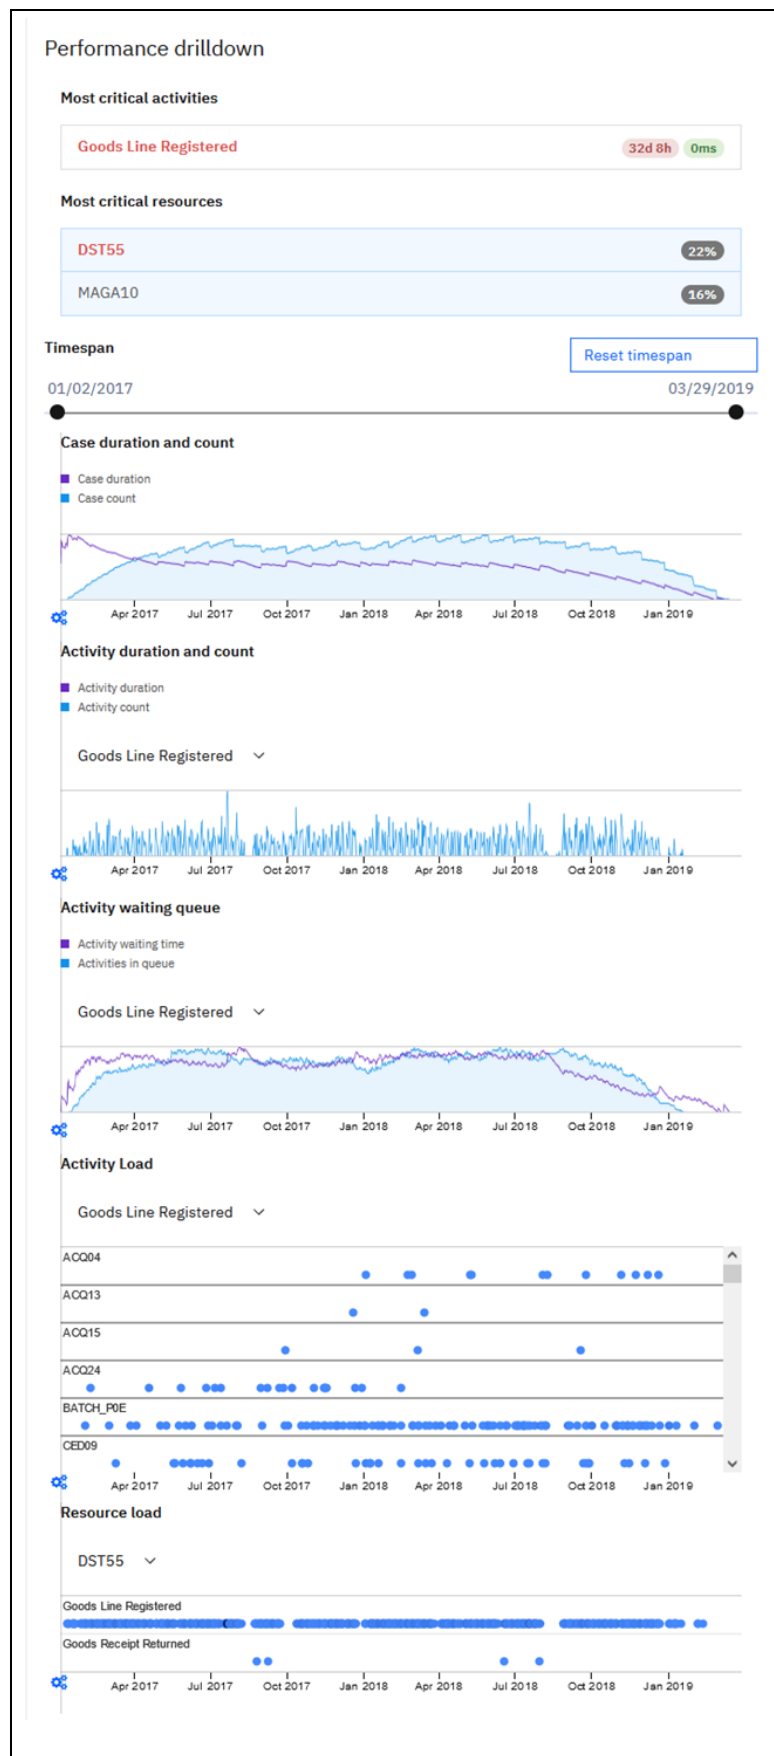 Performance drilldown
Most critical activities
Goods Line Registered 32d 8h 0ms
Most critical resources
DST55 22%
MAGA10 16%
Timespan Reset timespan
01/02/2017 03/29/2019
Case duration and count
Case duration
Case count
Apr 2017 Jul 2017 Oct 2017 Jan 2018 Apr 2018 Jul 2018 Oct 2018 Jan 2019
Activity duration and count
Activity duration
Activity count
Goods Line Registered
Apr 2017 Jul 2017 Oct 2017 Jan 2018 Apr 2018 Jul 2018 Oct 2018 Jan 2019
Activity waiting queue
Activity waiting time
Activities in queue
Goods Line Registered
Apr 2017 Jul 2017 Oct 2017 Jan 2018 Apr 2018 Jul 2018 Oct 2018 Jan 2019
Activity Load
Goods Line Registered
ACQ04
ACQ13
ACQ15
ACQ24
BATCH_P0E
CED09
Apr 2017 Jul 2017 Oct 2017 Jan 2018 Apr 2018 Jul 2018 Oct 2018 Jan 2019
Resource load
DST55
Goods Line Registered
Goods Receipt Returned
Apr 2017 Jul 2017 Oct 2017 Jan 2018 Apr 2018 Jul 2018 Oct 2018 Jan 2019